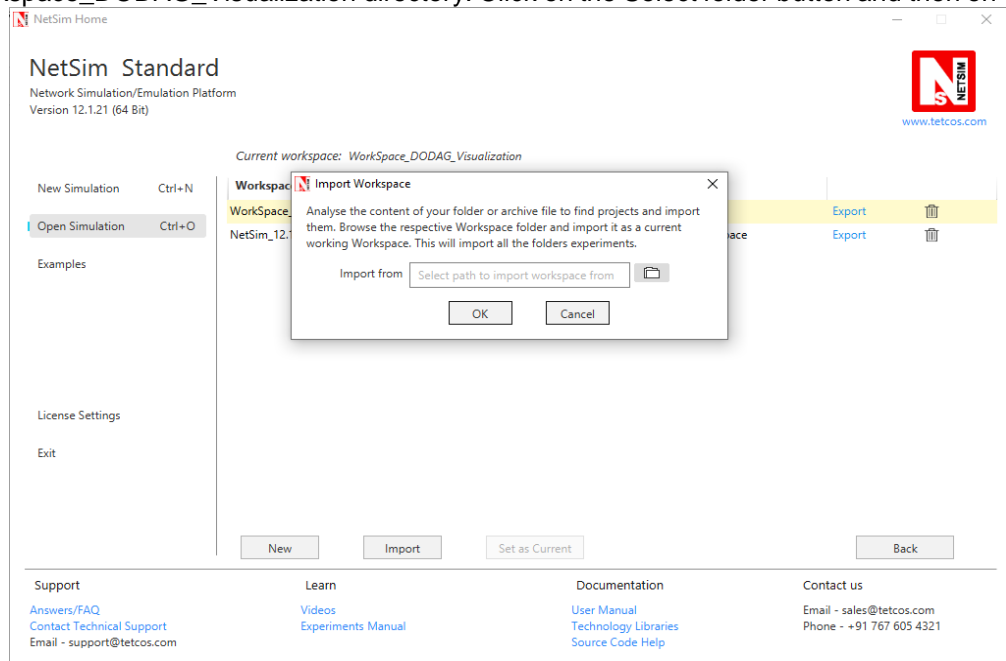 NetSim Home
NetSim Standard
Network Simulation/Emulation Platform
Version 12.1.21 (64 Bit)
NETSIM
www.tetcos.com
Current workspace: WorkSpace_DODAG_Visualization
New Simulation Ctrl+N
Open Simulation Ctrl+O
Examples
License Settings
Exit
Import Workspace
Analyse the content of your folder or archive file to find projects and import
them. Browse the respective Workspace folder and import it as a current
working Workspace. This will import all the folders experiments.
Import from Select path to import workspace from
OK Cancel
Export
Export
New Import Set as Current Back
Support Learn Documentation Contact us
Answers/FAQ Videos User Manual Email - sales@tetcos.com
Contact Technical Support Experiments Manual Technology Libraries Phone - +91 767 605 4321
Email - support@tetcos.com Source Code Help